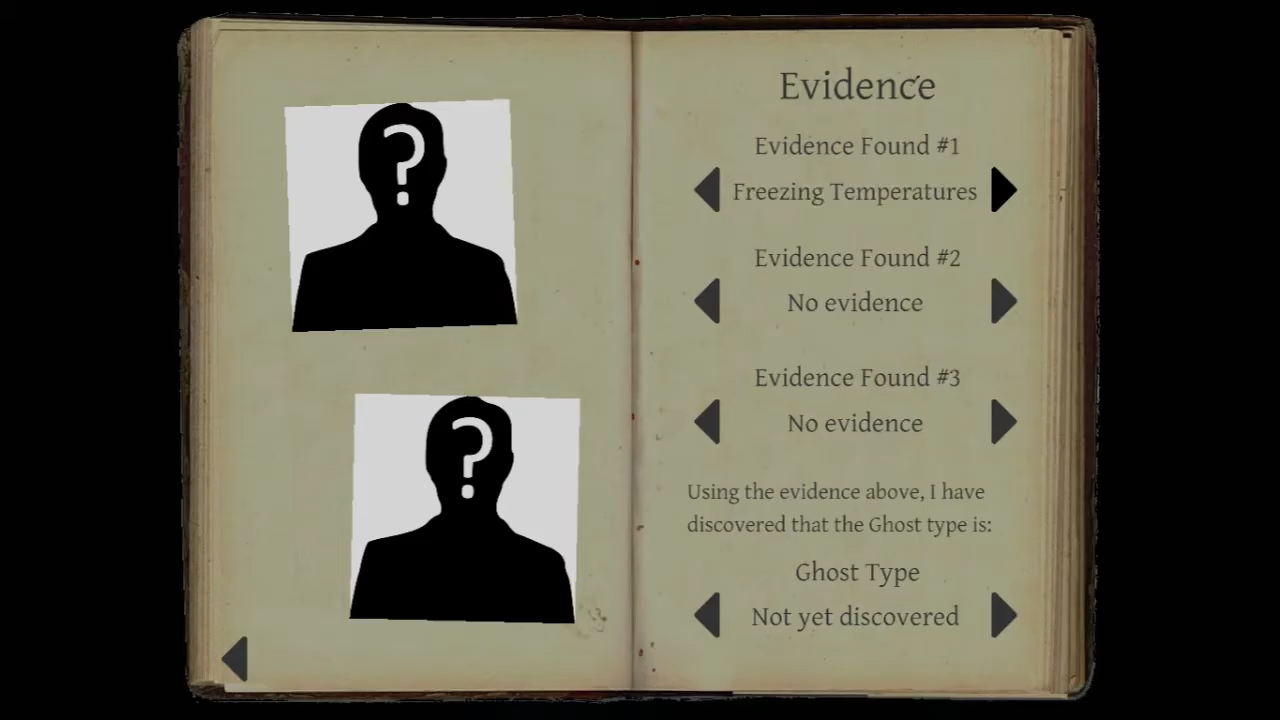 ?
?
Evidence
Evidence Found #1
Freezing Temperatures
Evidence Found #2
No evidence
Evidence Found #3
No evidence
Using the evidence above, I have
discovered that the Ghost type is:
Ghost Type
Not yet discovered